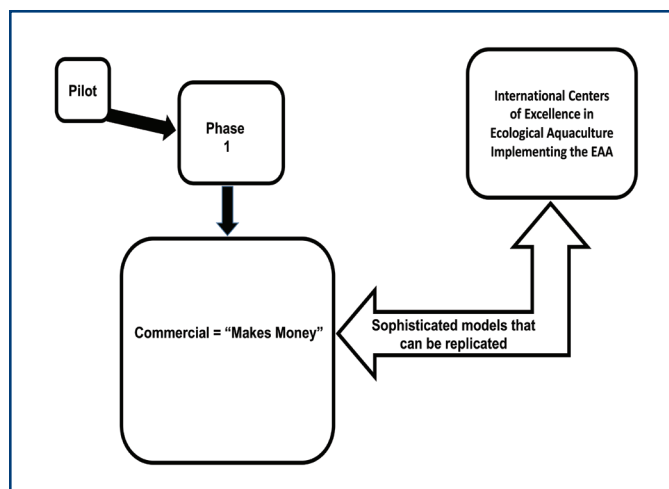 Pilot
Phase
1
International Centers
of Excellence in
Ecological Aquaculture
Implementing the EAA
Commercial = “Makes Money”
Sophisticated models that
can be replicated